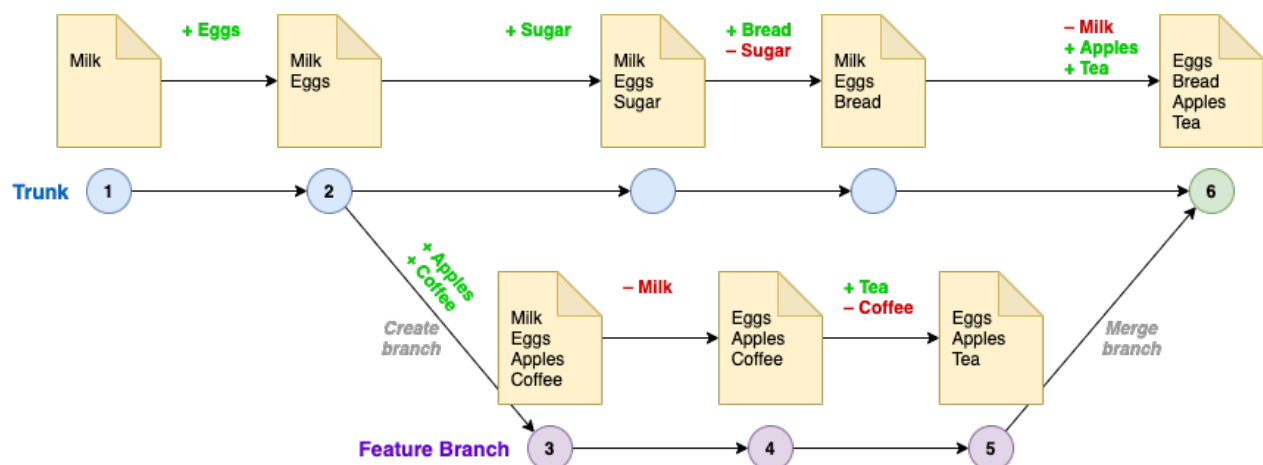 Milk
+ Eggs
Milk
Eggs
+ Sugar
Milk
Eggs
Sugar
+ Bread
– Sugar
Milk
Eggs
Bread
– Milk
+ Apples
+ Tea
Eggs
Bread
Apples
Tea
Trunk
1
2
6
+ Apples
+ Coffee
Create
branch
Milk
Eggs
Apples
Coffee
– Milk
Eggs
Apples
Coffee
+ Tea
– Coffee
Eggs
Apples
Tea
Merge
branch
Feature Branch
3
4
5